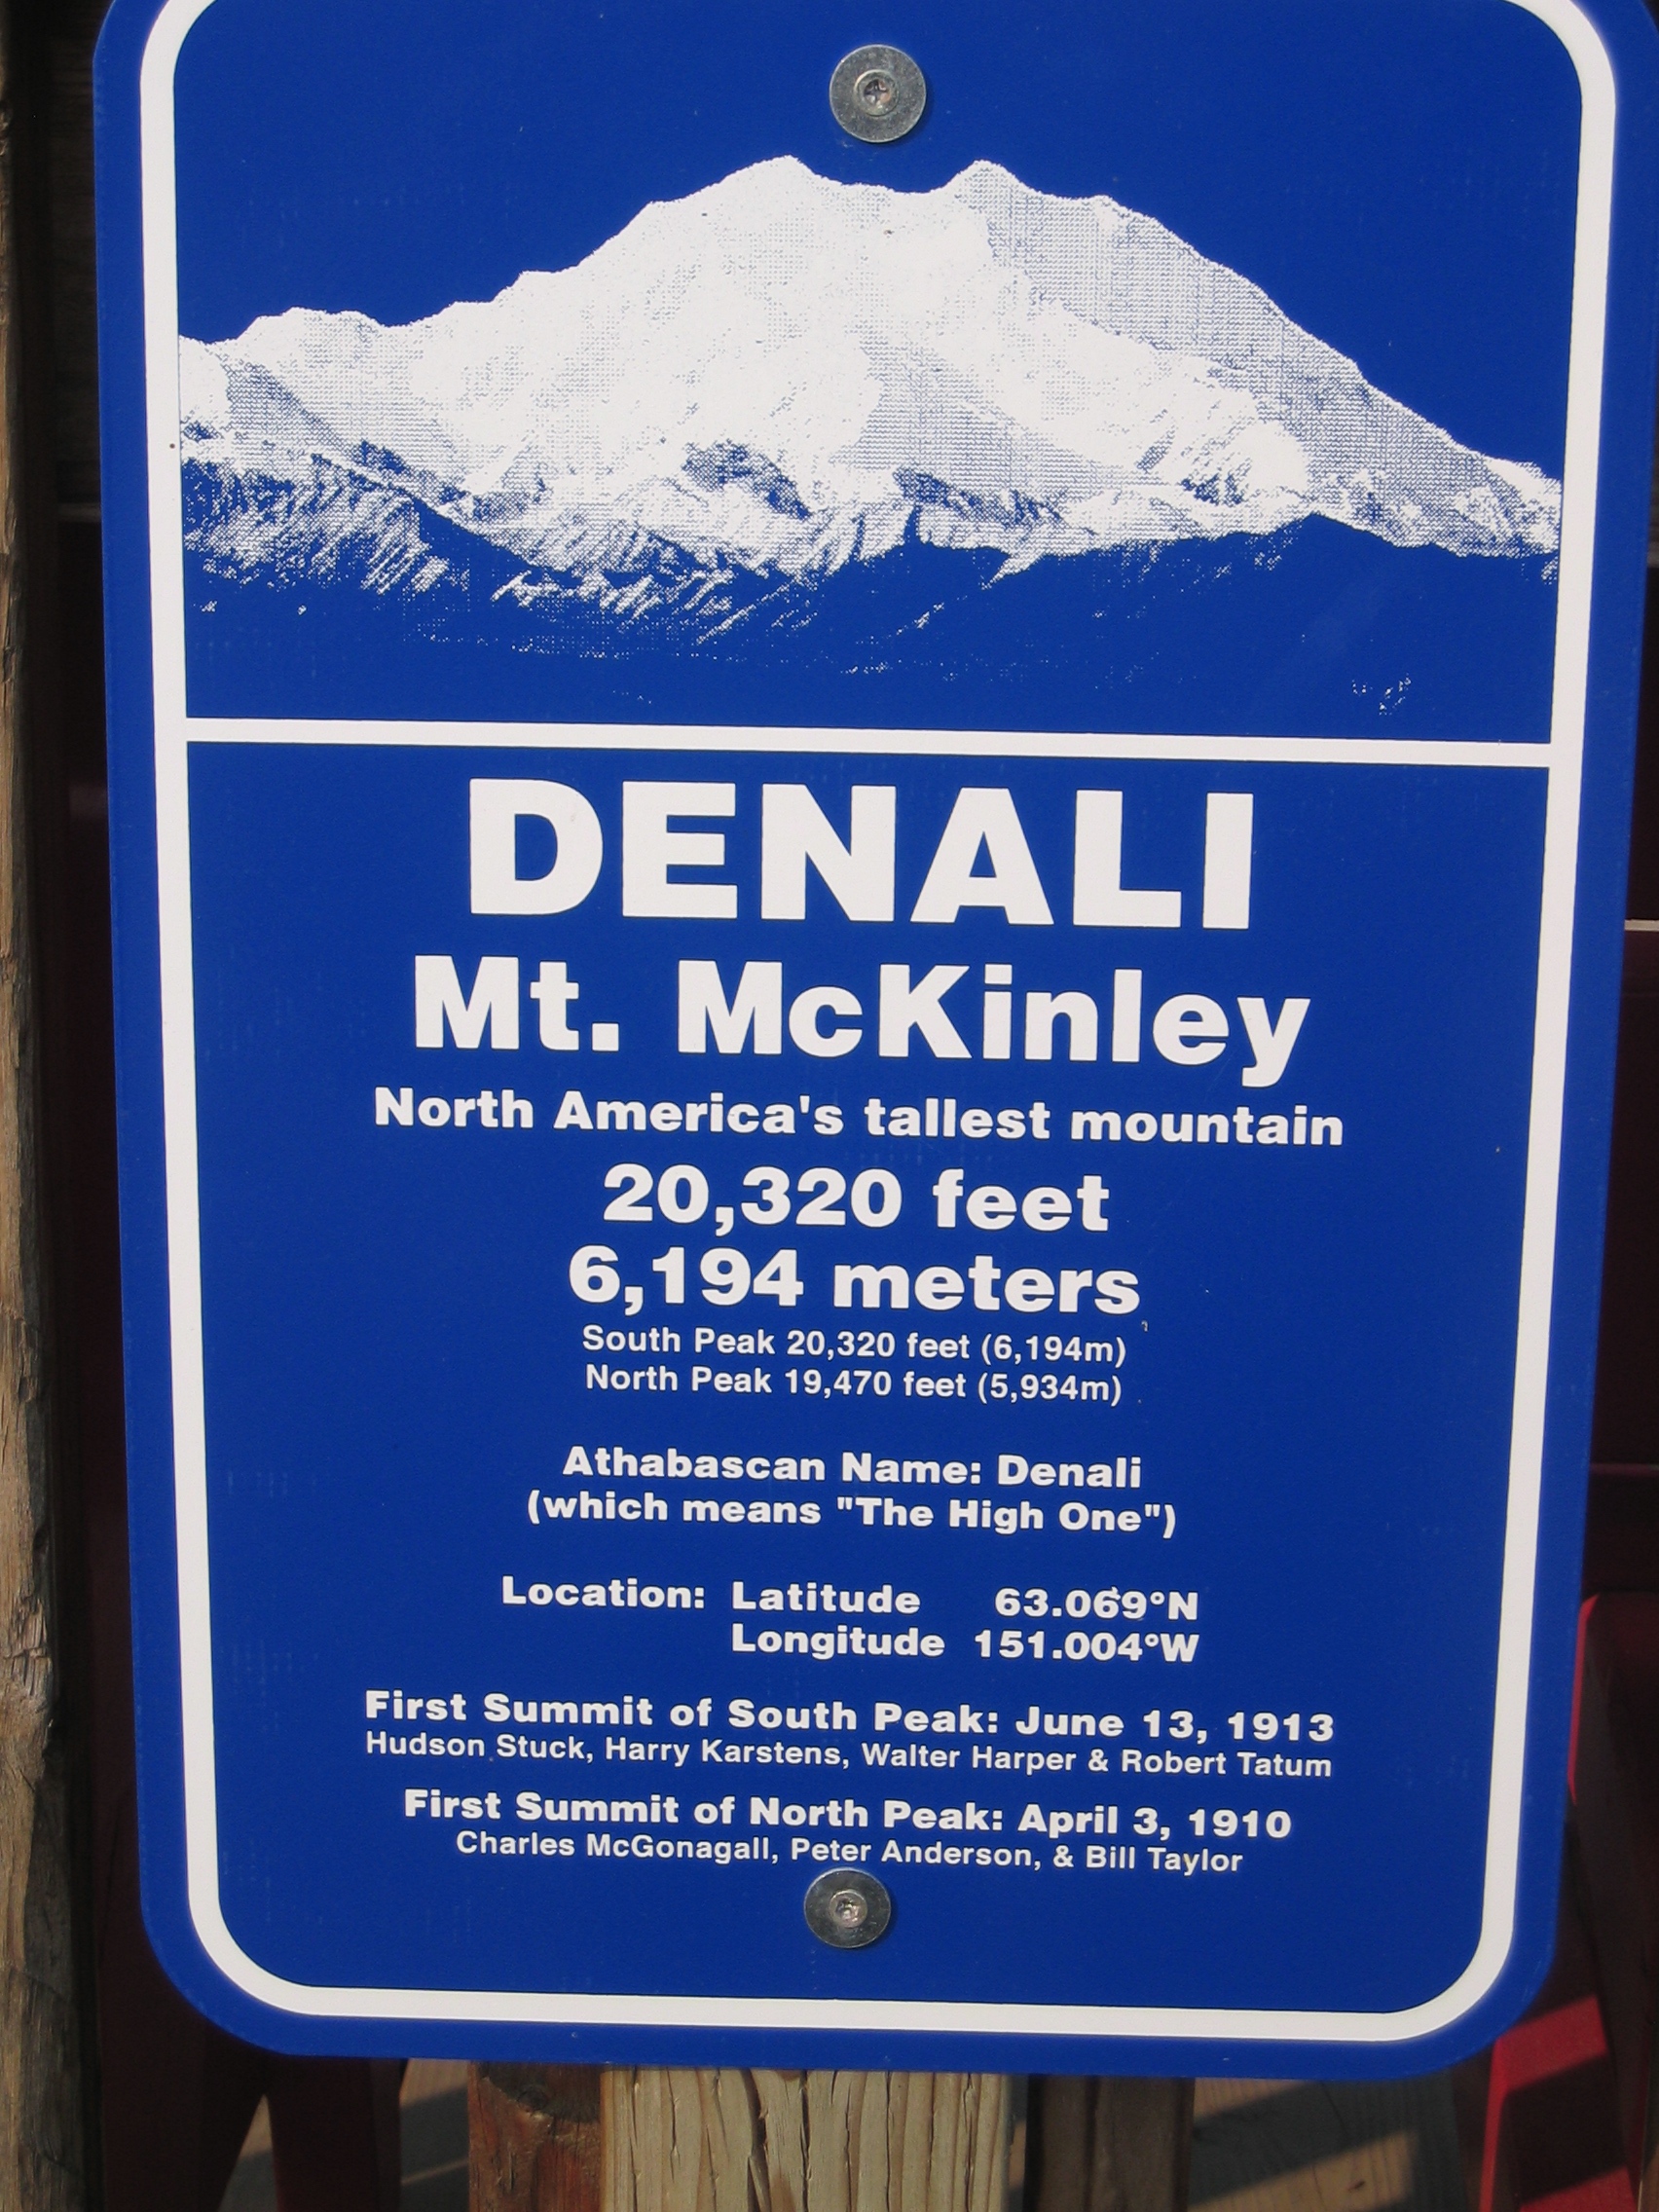 DENALI
Mt. McKinley
North America's tallest mountain
20,320 feet
6,194 meters
South Peak 20,320 feet (6,194m)
North Peak 19,470 feet (5,934m)
Athabascan Name: Denali
(which means "The High One")
Location: Latitude 63.069°N
Longitude 151.004°W
First Summit of South Peak: June 13, 1913
Hudson Stuck, Harry Karstens, Walter Harper & Robert Tatum
First Summit of North Peak: April 3, 1910
Charles McGonagall, Peter Anderson, & Bill Taylor